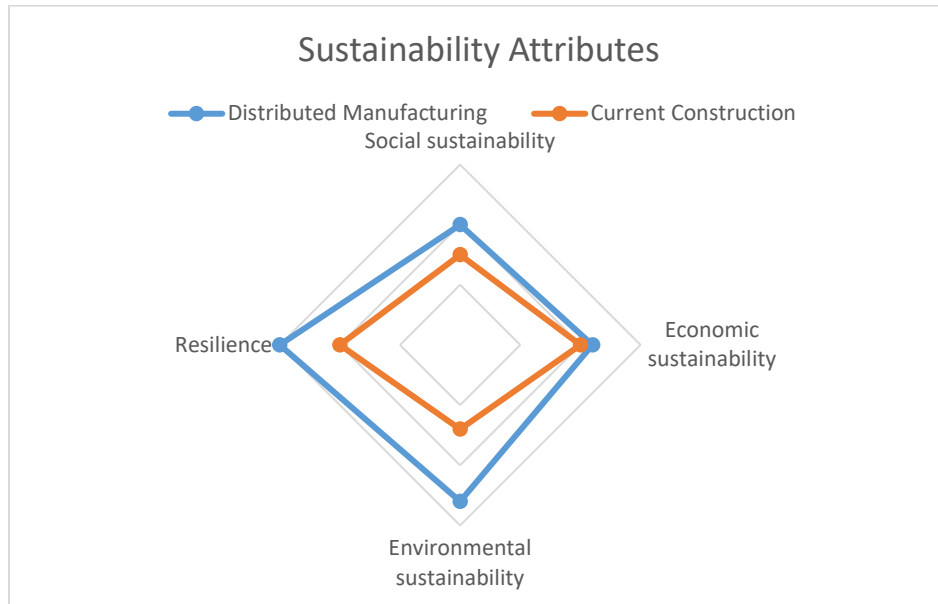 Sustainability Attributes
Distributed Manufacturing
Current Construction
Social sustainability
Resilience
Economic
sustainability
Environmental
sustainability